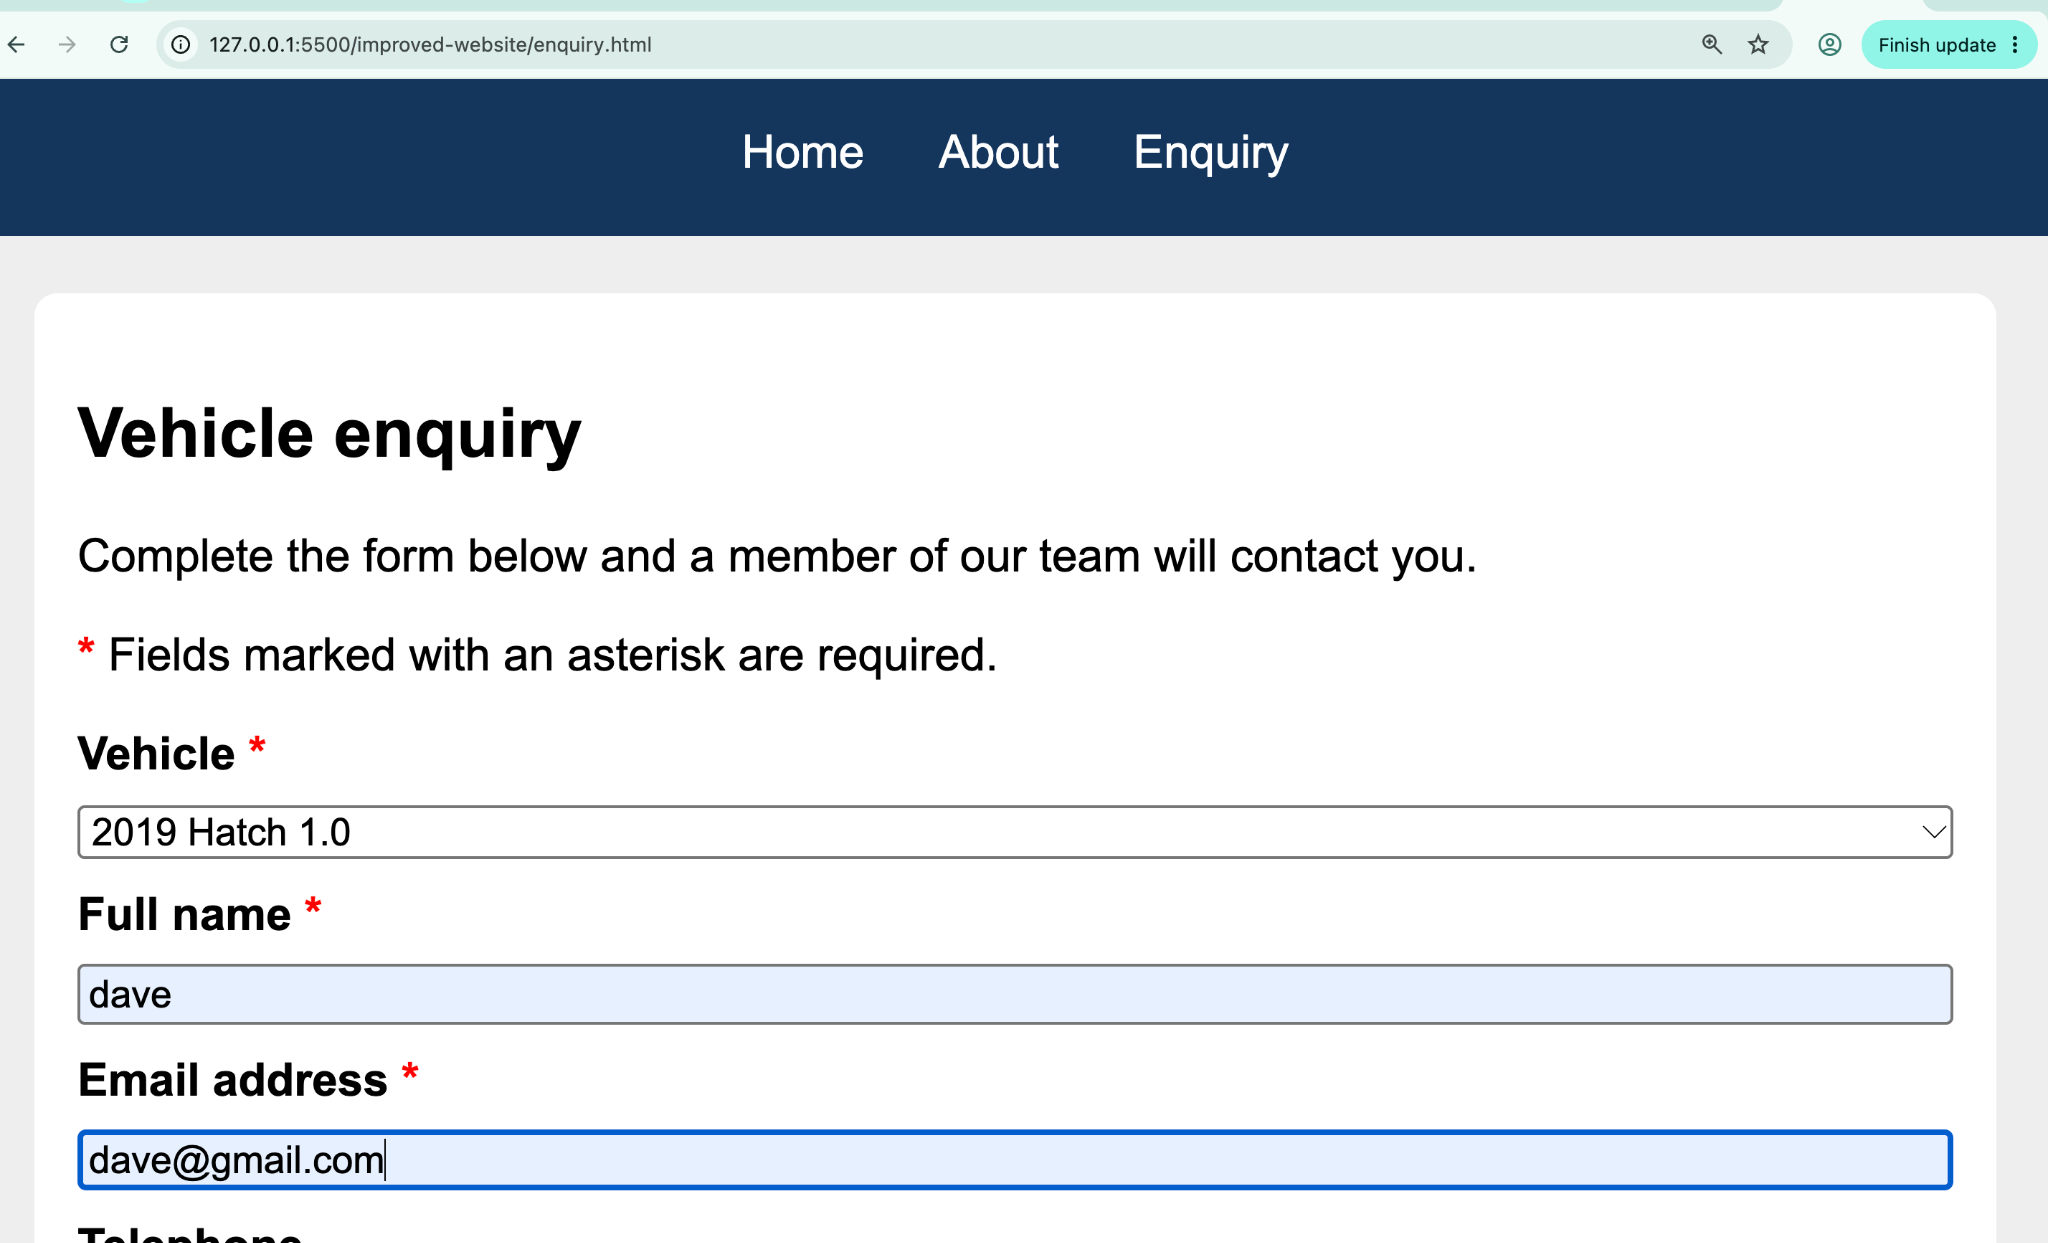 127.0.0.1:5500/improved-website/enquiry.html
Finish update
Home About Enquiry
Vehicle enquiry
Complete the form below and a member of our team will contact you.
* Fields marked with an asterisk are required.
Vehicle *
2019 Hatch 1.0
Full name *
dave
Email address *
dave@gmail.com
Telephone